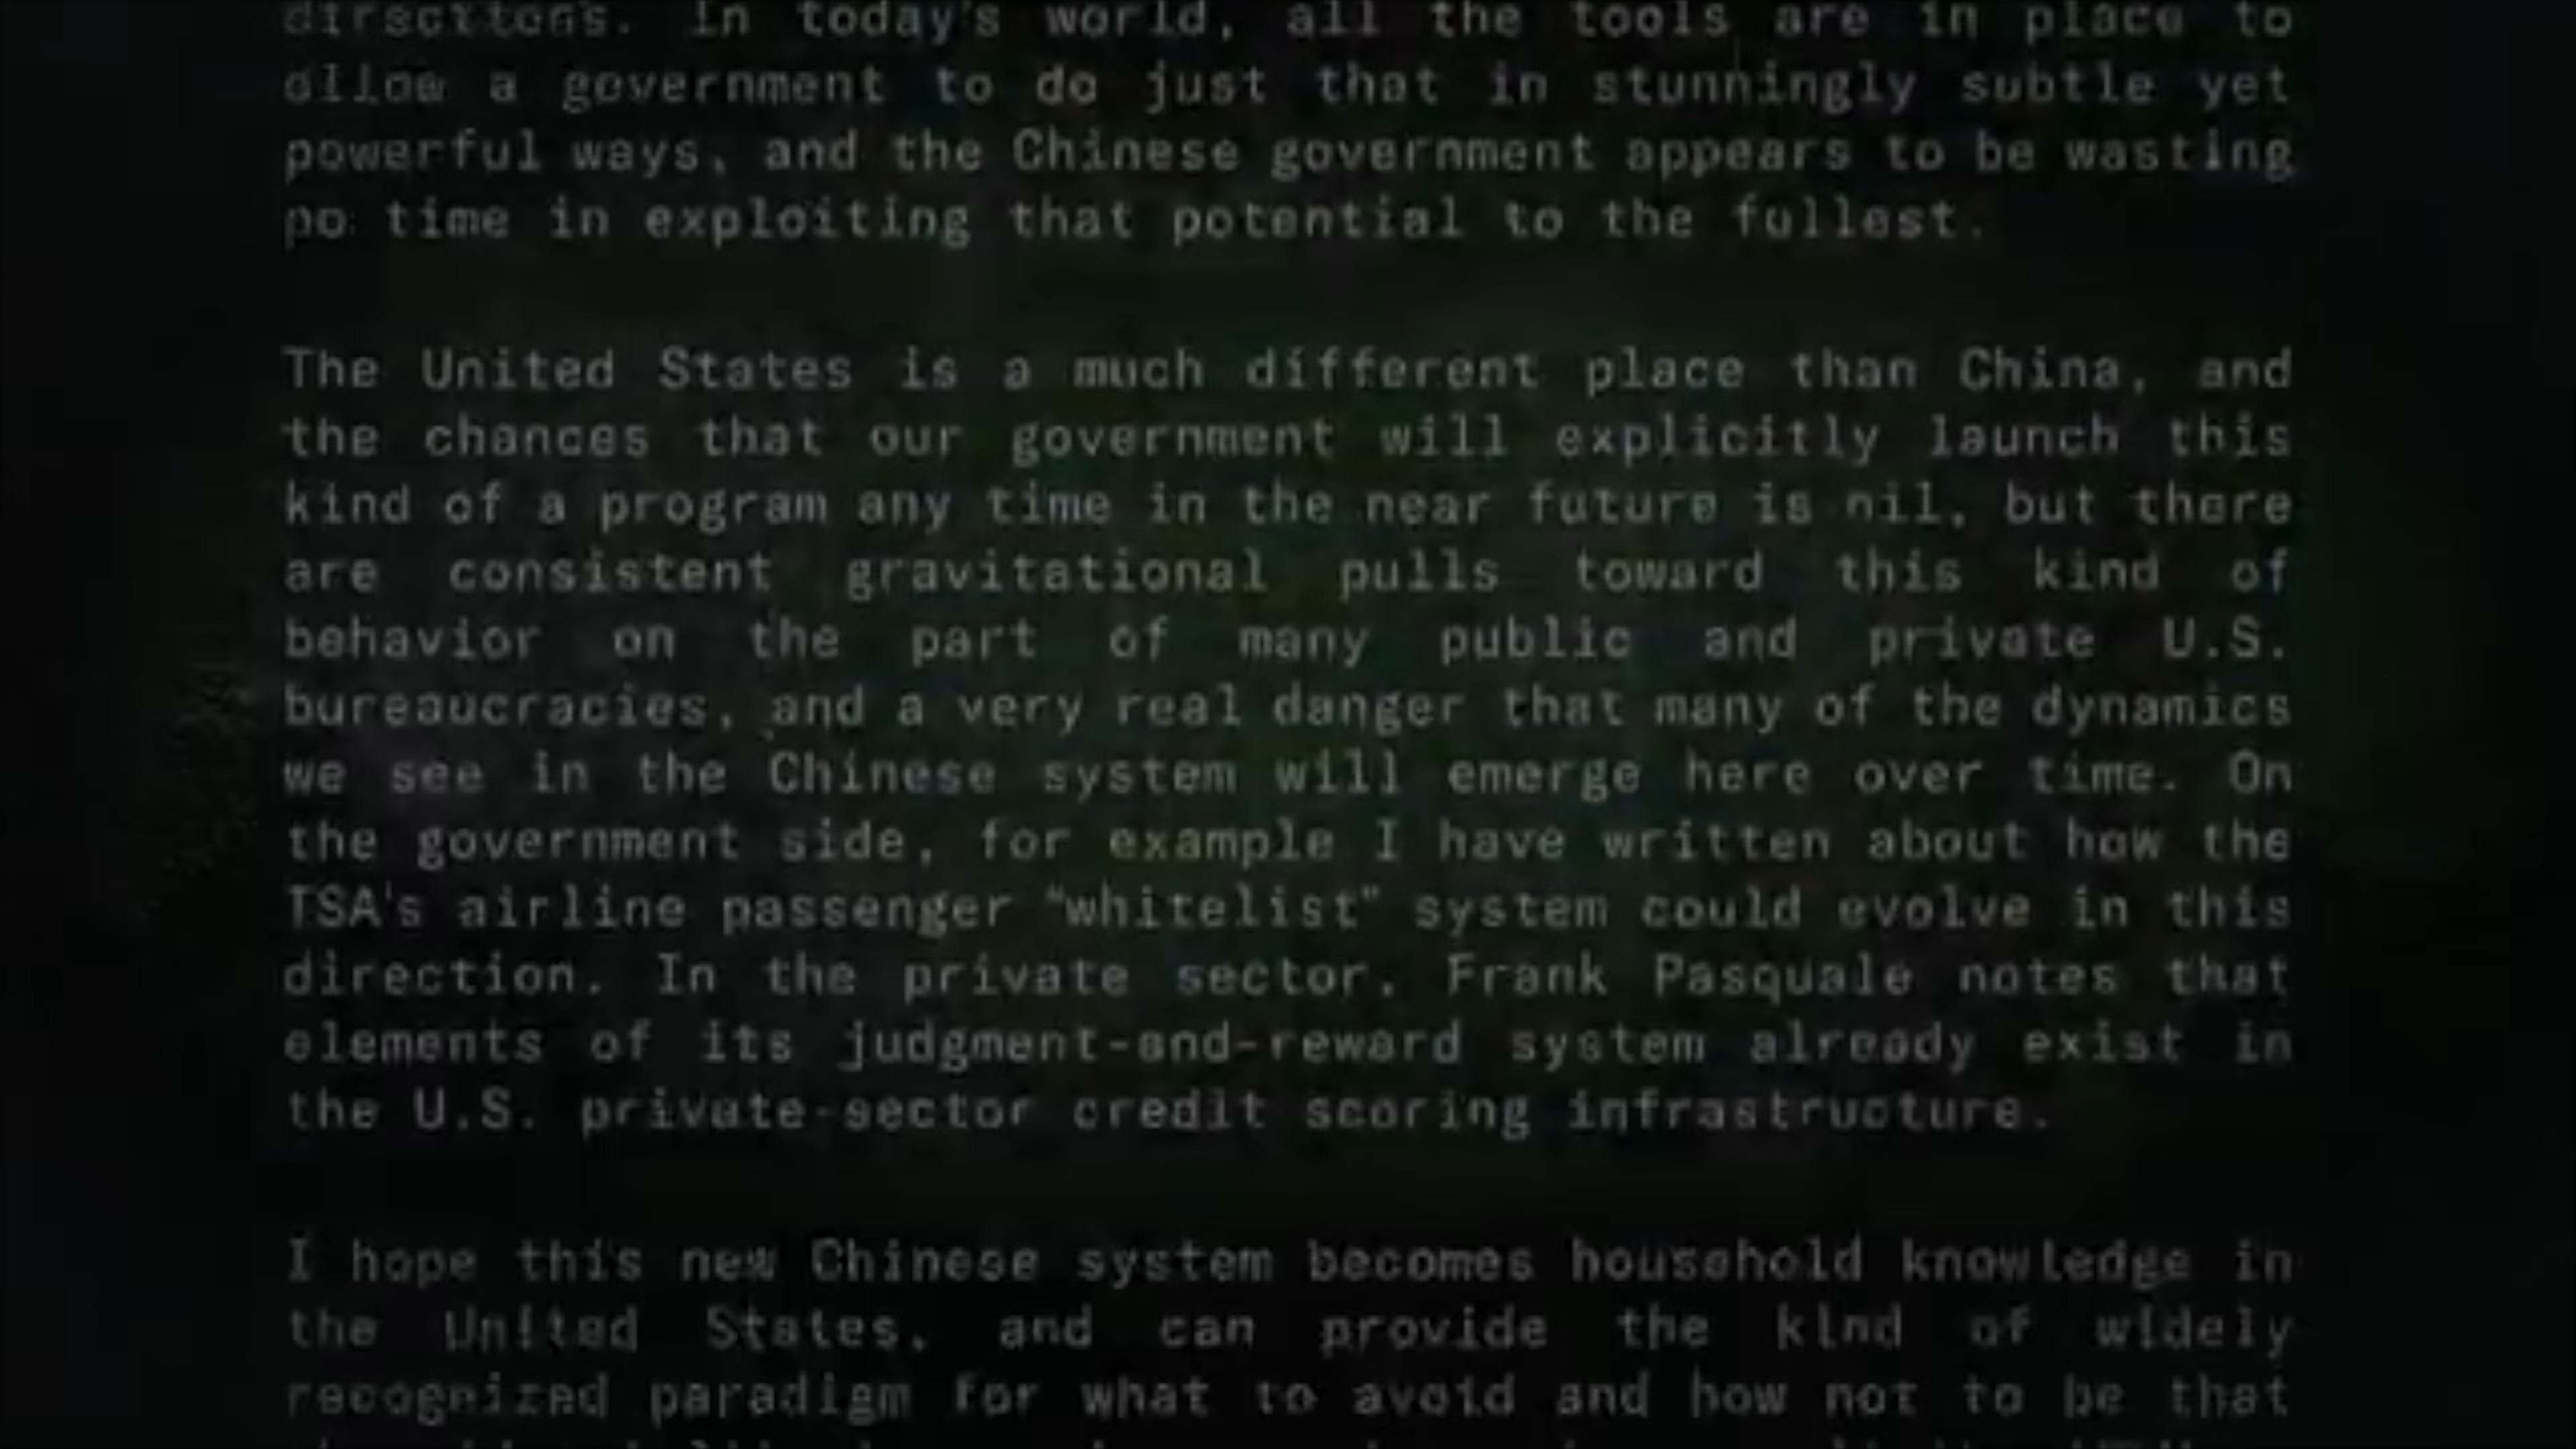 directions. In today's world, all the tools are in place to
allow a government to do just that in stunningly subtle yet
powerful ways, and the Chinese government appears to be wasting
no time in exploiting that potential to the fullest.
The United States is a much different place than China, and
the chances that our government will explicitly launch this
kind of a program any time in the near future is nil, but there
are consistent gravitational pulls toward this kind of
behavior on the part of many public and private U.S.
bureaucracies, and a very real danger that many of the dynamics
we see in the Chinese system will emerge here over time. On
the government side, for example I have written about how the
TSA's airline passenger "whitelist" system could evolve in this
direction. In the private sector, Frank Pasquale notes that
elements of its judgment-and-reward system already exist in
the U.S. private-sector credit scoring infrastructure.
I hope this new Chinese system becomes household knowledge in
the United States, and can provide the kind of widely
recognized paradigm for what to avoid and how not to be that